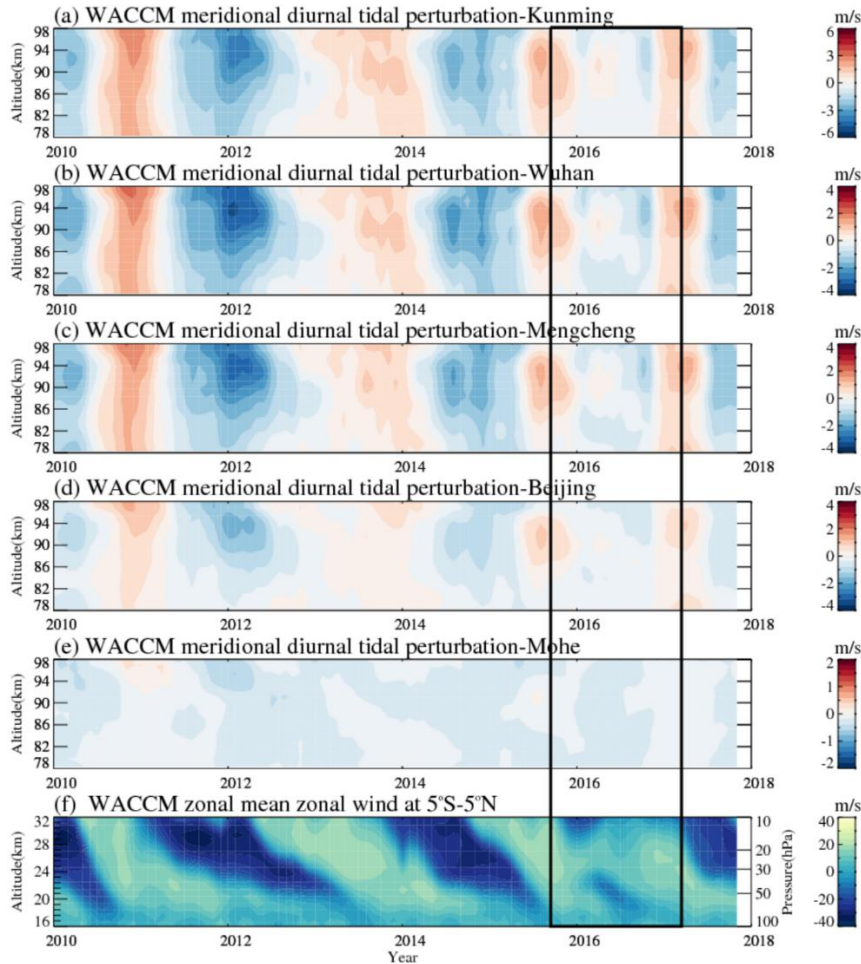 (a) WACCM meridional diurnal tidal perturbation-Kunming
m/s
Altitude(km)
98
94
90
86
82
78
6
3
0
-3
-6
2010 2012 2014 2016 2018
(b) WACCM meridional diurnal tidal perturbation-Wuhan
m/s
Altitude(km)
98
94
90
86
82
78
4
2
0
-2
-4
2010 2012 2014 2016 2018
(c) WACCM meridional diurnal tidal perturbation-Mengcheng
m/s
Altitude(km)
98
94
90
86
82
78
4
2
0
-2
-4
2010 2012 2014 2016 2018
(d) WACCM meridional diurnal tidal perturbation-Beijing
m/s
Altitude(km)
98
94
90
86
82
78
4
2
0
-2
-4
2010 2012 2014 2016 2018
(e) WACCM meridional diurnal tidal perturbation-Mohe
m/s
Altitude(km)
98
94
90
86
82
78
2
1
0
-1
-2
2010 2012 2014 2016 2018
(f) WACCM zonal mean zonal wind at 5°S-5°N
m/s
Altitude(km)
32
28
24
20
16
10
20
30
50
100
Pressure(hPa)
40
20
0
-20
-40
2010 2012 2014 2016 2018
Year